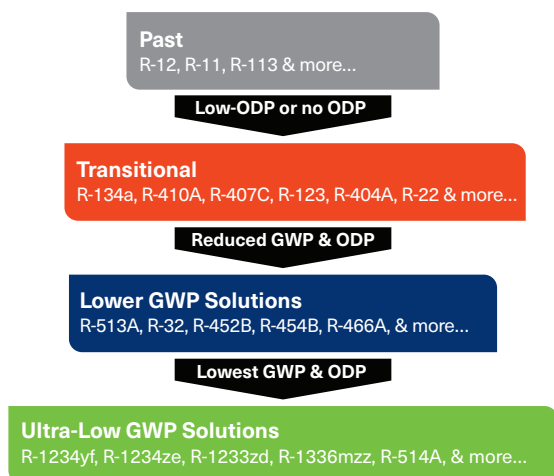 Past
R-12, R-11, R-113 & more...
Low-ODP or no ODP
Transitional
R-134a, R-410A, R-407C, R-123, R-404A, R-22 & more...
Reduced GWP & ODP
Lower GWP Solutions
R-513A, R-32, R-452B, R-454B, R-466A, & more...
Lowest GWP & ODP
Ultra-Low GWP Solutions
R-1234yf, R-1234ze, R-1233zd, R-1336mzz, R-514A, & more...